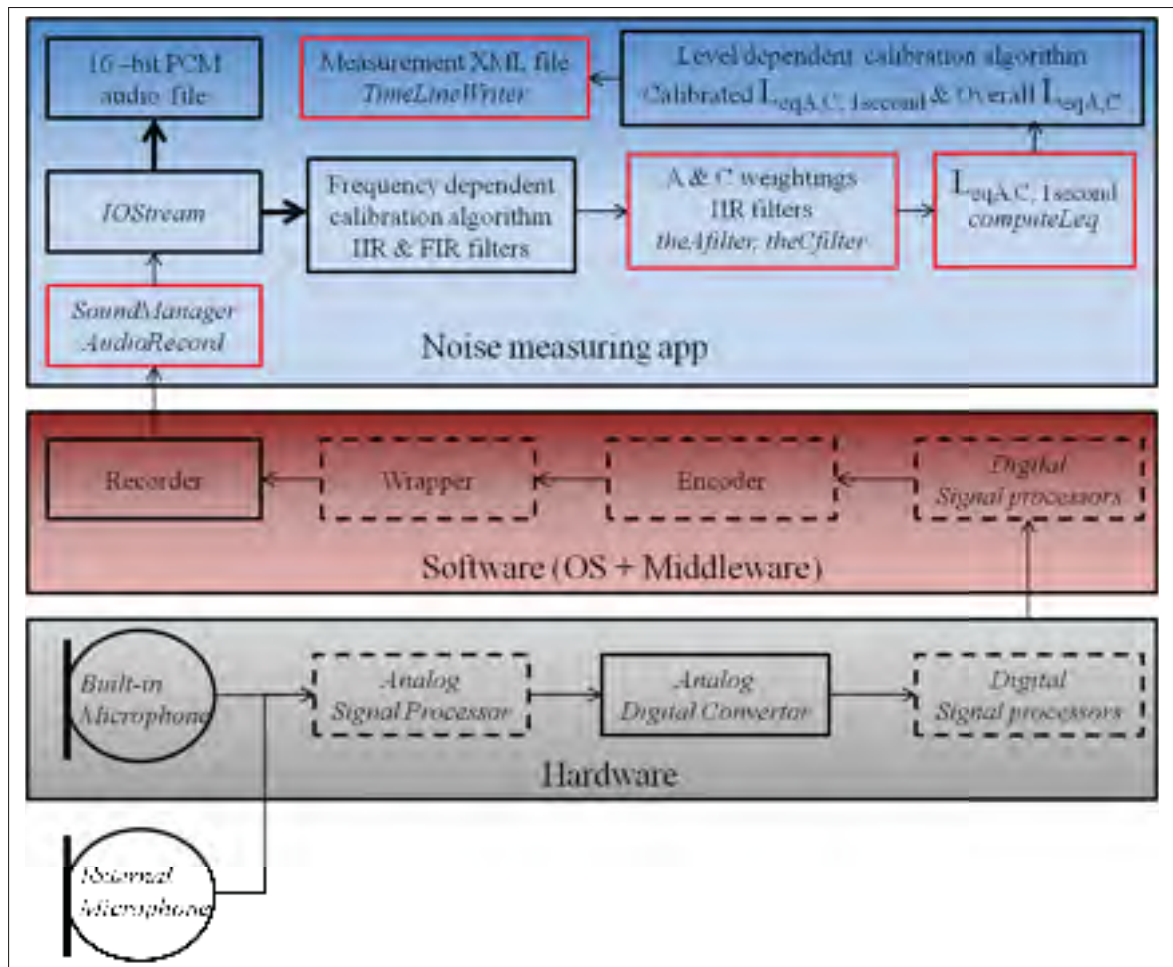 16 –bit PCM
audio file
Measurement XML file
TimeLineWriter
Level dependent calibration algorithm
Calibrated LeqA,C, 1second & Overall LeqA,C
IOStream
Frequency dependent
calibration algorithm
IIR & FIR filters
A & C weightings
IIR filters
theAfilter, theCfilter
LeqA,C, 1second
computeLeq
SoundManager
AudioRecord
Noise measuring app
Recorder
Wrapper
Encoder
Digital
Signal processors
Software (OS + Middleware)
Built-in
Microphone
Analog
Signal Processor
Analog
Digital Convertor
Digital
Signal processors
Hardware
External
Microphone